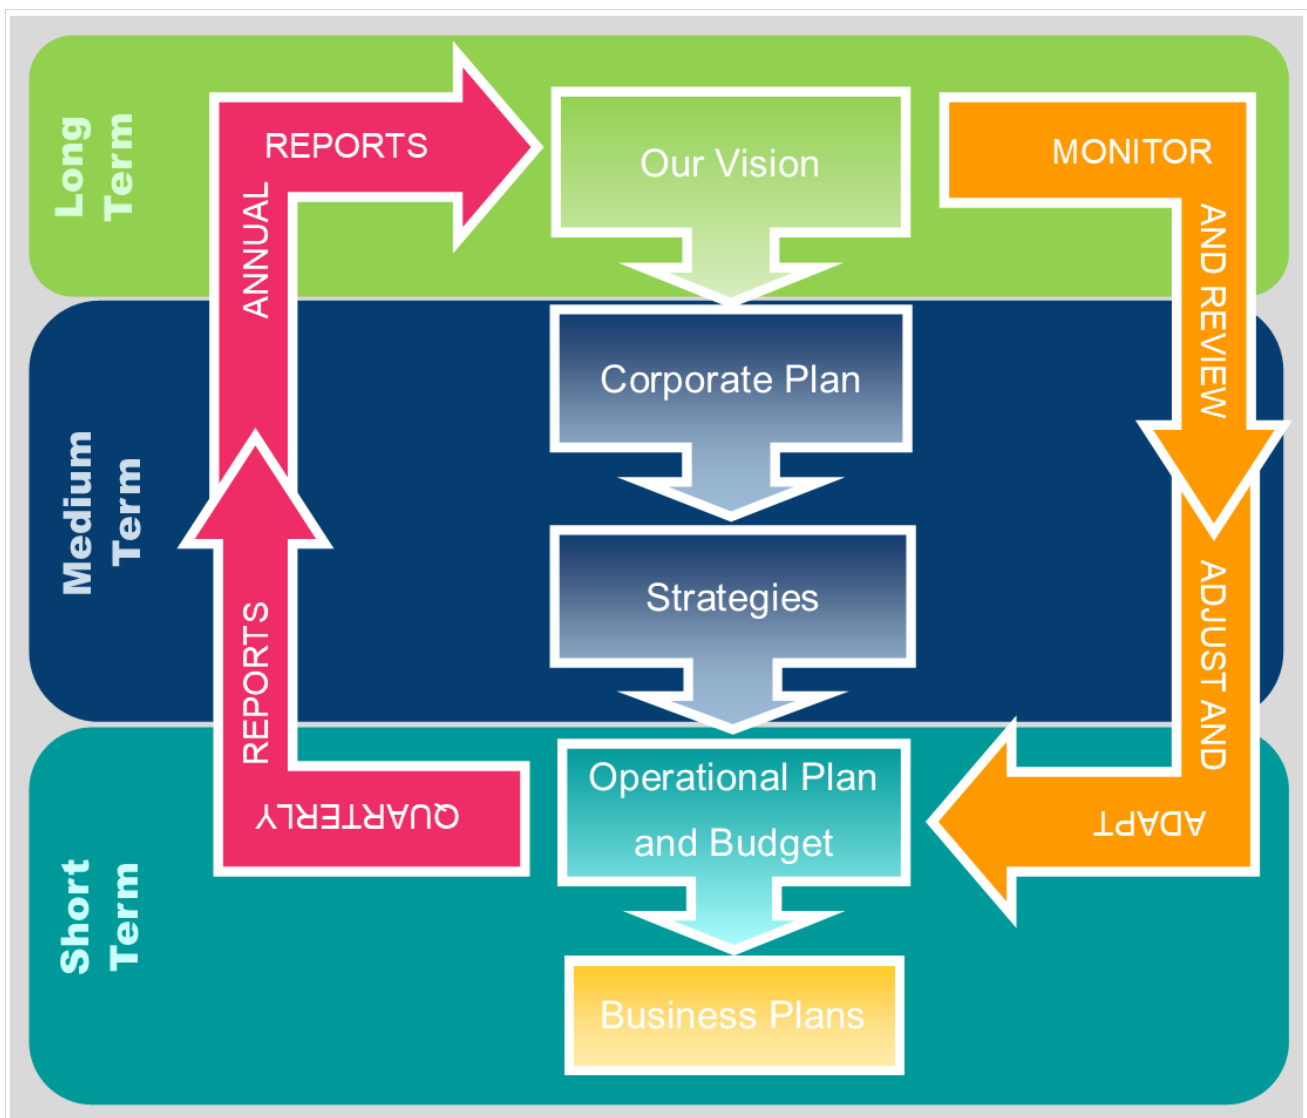 Long
Term
REPORTS
ANNUAL
Our Vision
MONITOR
AND REVIEW
Medium
Term
Corporate Plan
Strategies
REPORTS
QUARTERLY
ADJUST AND
ADAPT
Short
Term
Operational Plan
and Budget
Business Plans